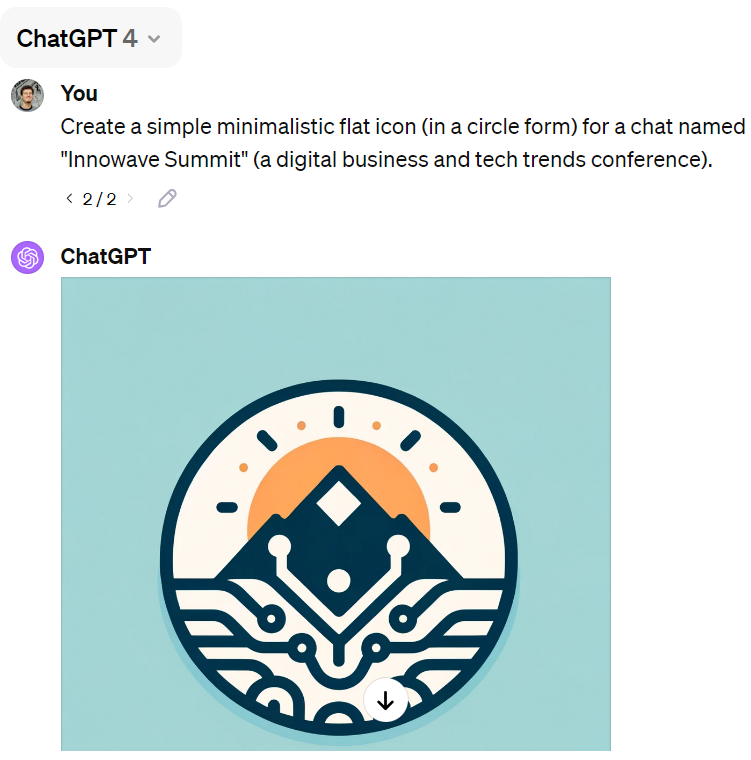 ChatGPT 4
You
Create a simple minimalistic flat icon (in a circle form) for a chat named
"Innowave Summit" (a digital business and tech trends conference).
2 / 2
ChatGPT